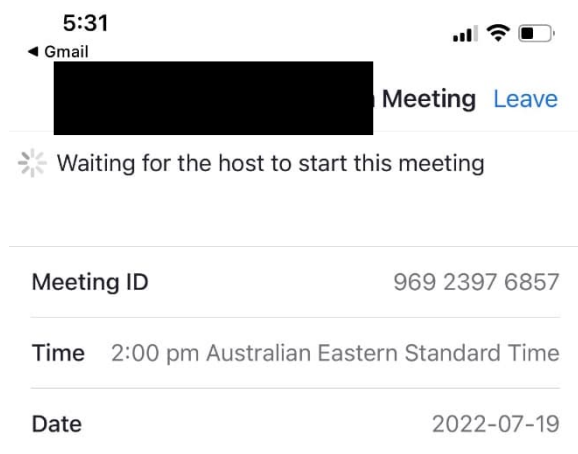 5:31
Gmail
Meeting Leave
Waiting for the host to start this meeting
Meeting ID 969 2397 6857
Time 2:00 pm Australian Eastern Standard Time
Date 2022-07-19